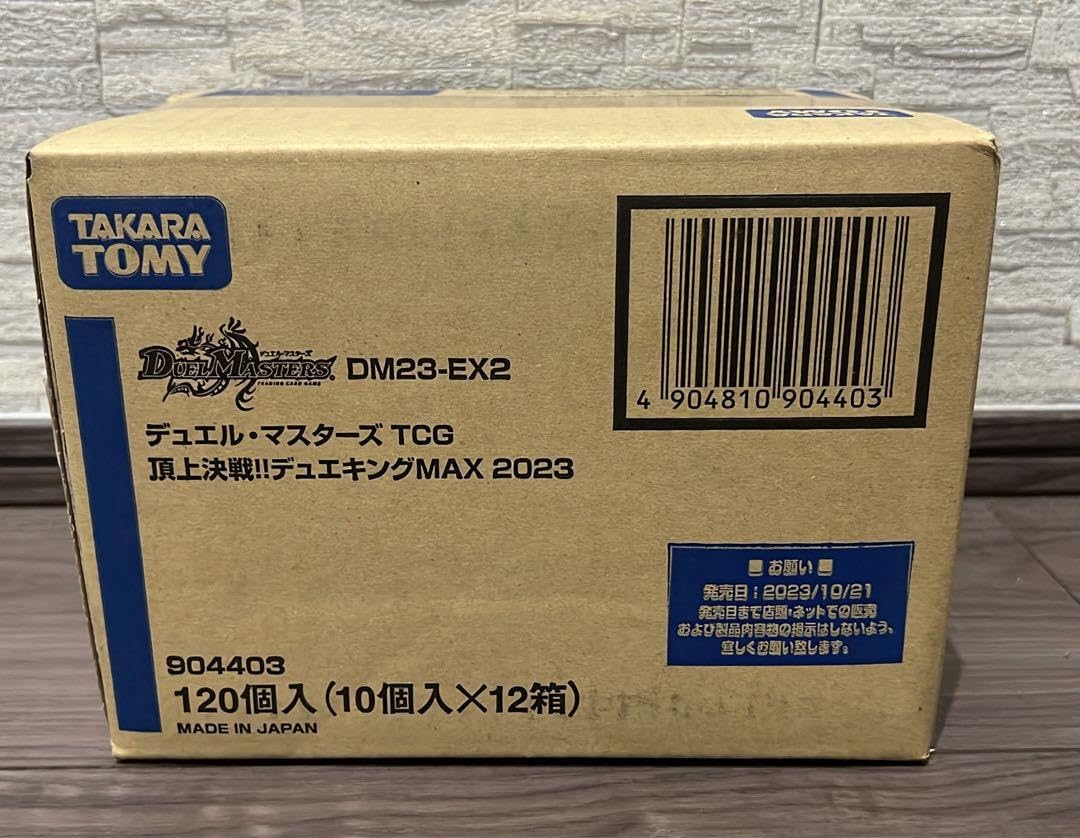 TAKARA
TOMY
TAKARA
TOMY
デュエル・マスターズ
DUEL MASTERS
TRADING CARD GAME
DM23-EX2
デュエル・マスターズ TCG
頂上決戦!!デュエキングMAX 2023
4 904810 904403
■ お願い ■
発売日：2023/10/21
発売日まで店頭・ネットでの販売
および製品内容物の掲示はしないよう、
宜しくお願い致します。
904403
120個入（10個入×12箱）
MADE IN JAPAN